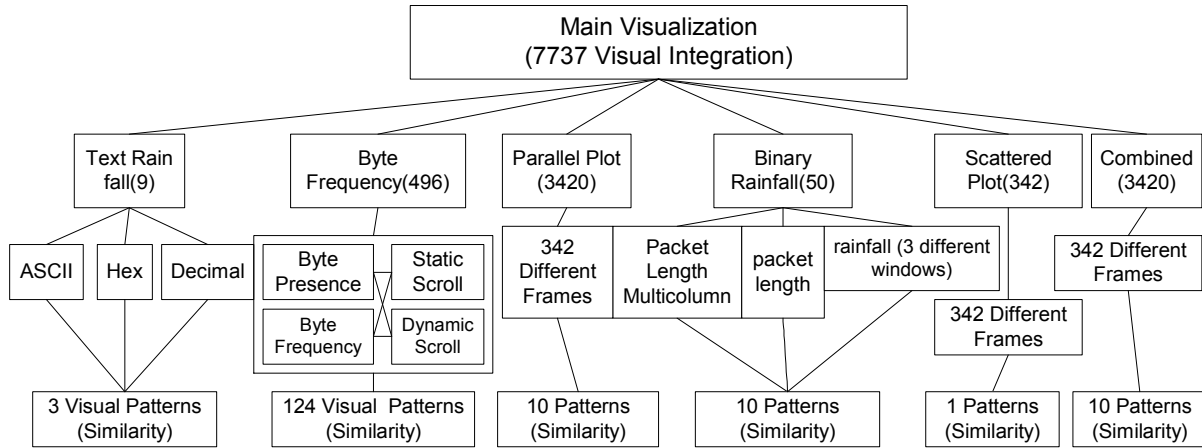 Main Visualization
(7737 Visual Integration)
Text Rain
fall(9)
Byte
Frequency(496)
Parallel Plot
(3420)
Binary
Rainfall(50)
Scattered
Plot(342)
Combined
(3420)
ASCII
Hex
Decimal
Byte
Presence
Static
Scroll
Byte
Frequency
Dynamic
Scroll
342
Different
Frames
Packet
Length
Multicolumn
packet
length
rainfall (3 different
windows)
342 Different
Frames
342 Different
Frames
3 Visual Patterns
(Similarity)
124 Visual Patterns
(Similarity)
10 Patterns
(Similarity)
10 Patterns
(Similarity)
1 Patterns
(Similarity)
10 Patterns
(Similarity)